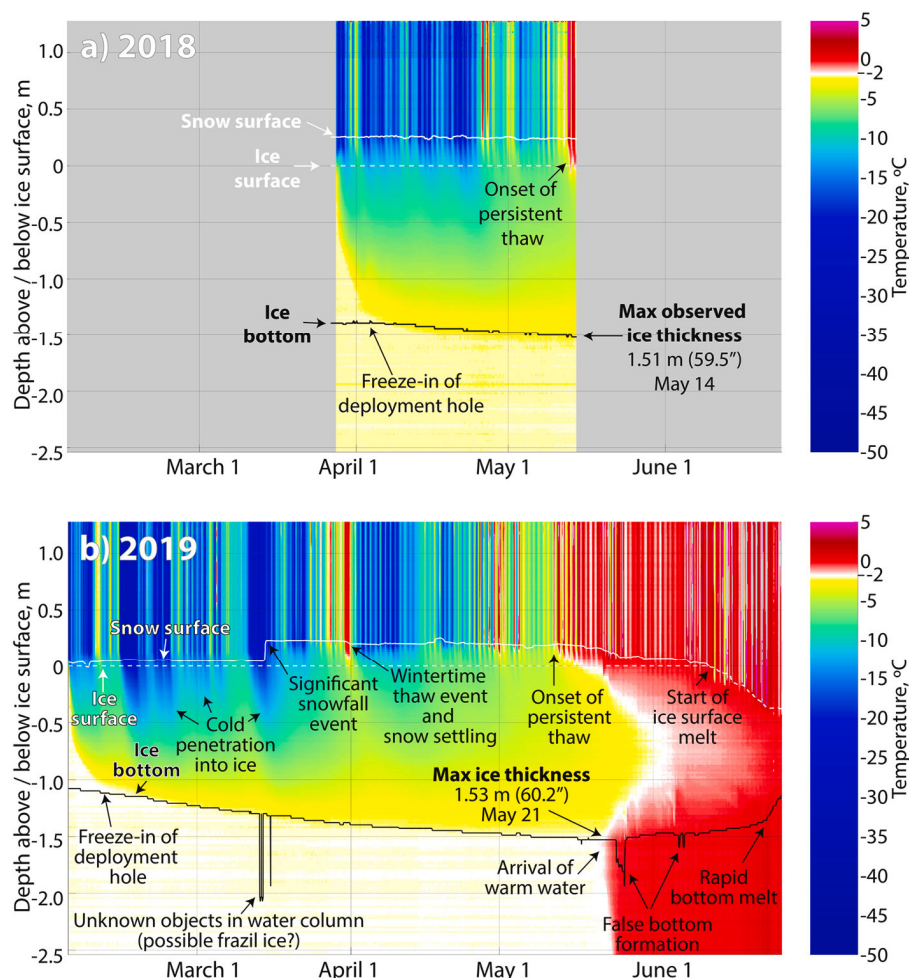 a) 2018
1.0
0.5
0
-0.5
-1.0
-1.5
-2.0
-2.5
Depth above / below ice surface, m
Snow surface
Ice
surface
Onset of
persistent
thaw
Ice
bottom
Freeze-in of
deployment hole
Max observed
ice thickness
1.51 m (59.5″)
May 14
March 1
April 1
May 1
June 1
5
0
-2
-5
-10
-15
-20
-25
-30
-35
-40
-45
-50
Temperature, ºC
b) 2019
1.0
0.5
0
-0.5
-1.0
-1.5
-2.0
-2.5
Depth above / below ice surface, m
Snow surface
Ice
surface
Cold
penetration
into ice
Significant
snowfall
event
Wintertime
thaw event
and
snow settling
Onset of
persistent
thaw
Start of
ice surface
melt
Ice
bottom
Freeze-in of
deployment
hole
Max ice thickness
1.53 m (60.2″)
May 21
Arrival of
warm water
Rapid
bottom melt
Unknown objects in water column
(possible frazil ice?)
False bottom
formation
March 1
April 1
May 1
June 1
5
0
-2
-5
-10
-15
-20
-25
-30
-35
-40
-45
-50
Temperature, ºC